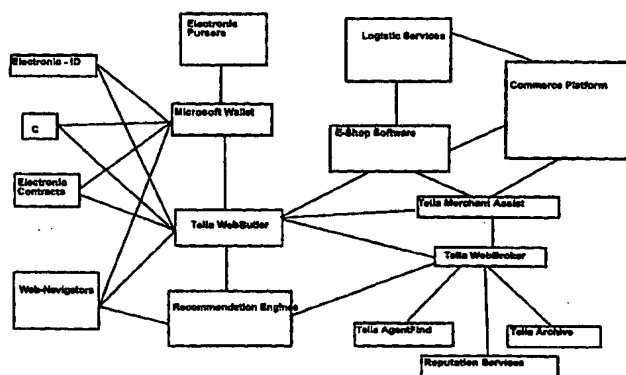 Electronic
Pursers
Logistic Services
Electronic - ID
Commerce Platform
Microsoft Wallet
C
E-Shop Software
Electronic
Contracts
Telia Merchant Assist
Telia WebButler
Telia WebBroker
Web-Navigators
Recommendation Engines
Telia AgentFind
Telia Archive
Reputation Services